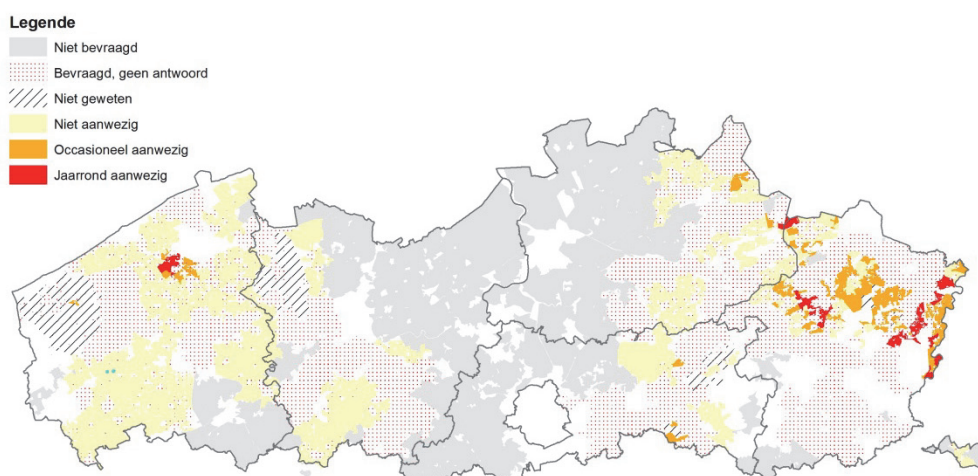 Legende
Niet bevraagd
Bevraagd, geen antwoord
Niet geweten
Niet aanwezig
Occasioneel aanwezig
Jaarrond aanwezig